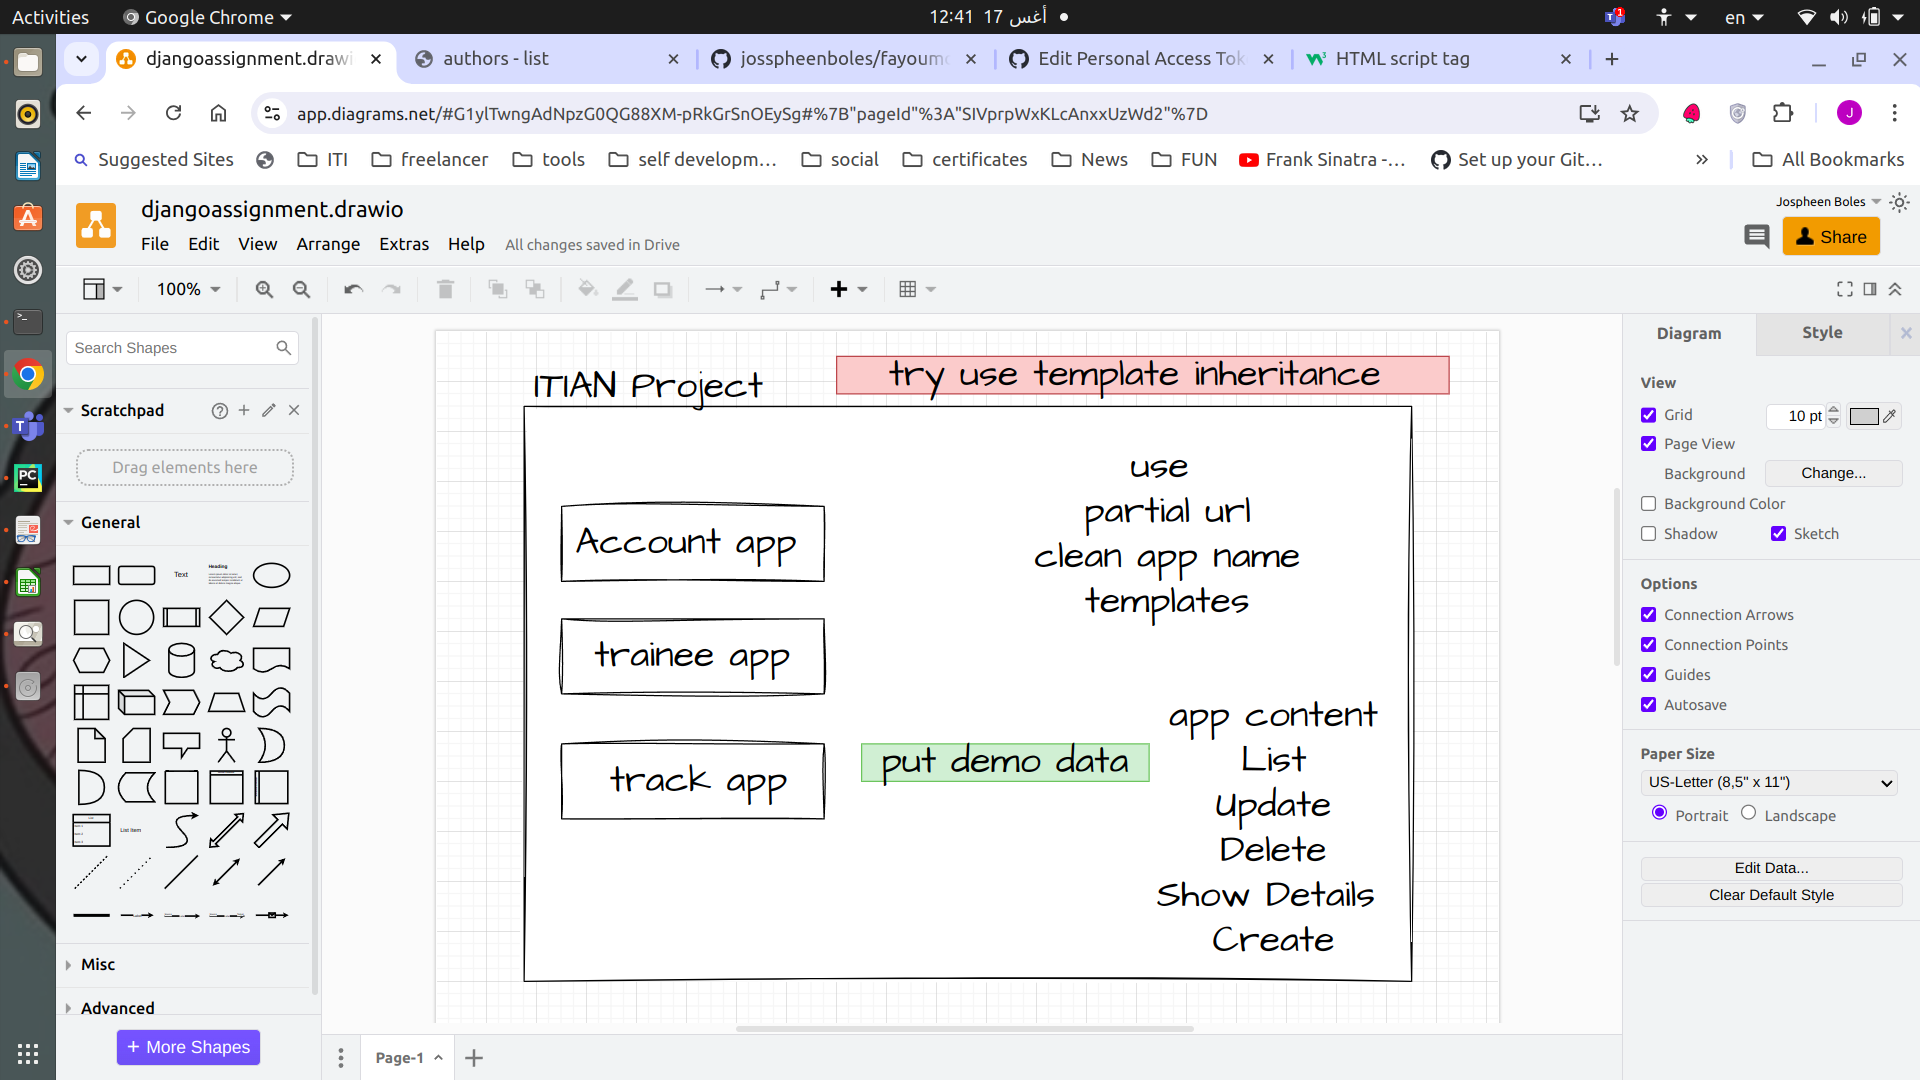 Activities
Google Chrome
12:41 17 أغس
1
en
djangoassignment.drawi
authors - list
josspheenboles/fayoum
Edit Personal Access Tok
HTML script tag
app.diagrams.net/#G1ylTwngAdNpzG0QG88XM-pRkGrSnOEySg#%7B"pageId"%3A"SIVprpWxKLcAnxxUzWd2"%7D
J
Suggested Sites
ITI
freelancer
tools
self developm...
social
certificates
News
FUN
Frank Sinatra -...
Set up your Git...
»
All Bookmarks
djangoassignment.drawio
Jospheen Boles
File
Edit
View
Arrange
Extras
Help
All changes saved in Drive
Share
100%
Search Shapes
Diagram
Style
Scratchpad
Drag elements here
General
Text
Heading
List
List Item
Misc
Advanced
+ More Shapes
ITIAN Project
try use template inheritance
use
partial url
clean app name
templates
Account app
trainee app
track app
put demo data
app content
List
Update
Delete
Show Details
Create
View
Grid
10 pt
Page View
Background
Change...
Background Color
Shadow
Sketch
Options
Connection Arrows
Connection Points
Guides
Autosave
Paper Size
US-Letter (8,5" x 11")
Portrait
Landscape
Edit Data...
Clear Default Style
Page-1